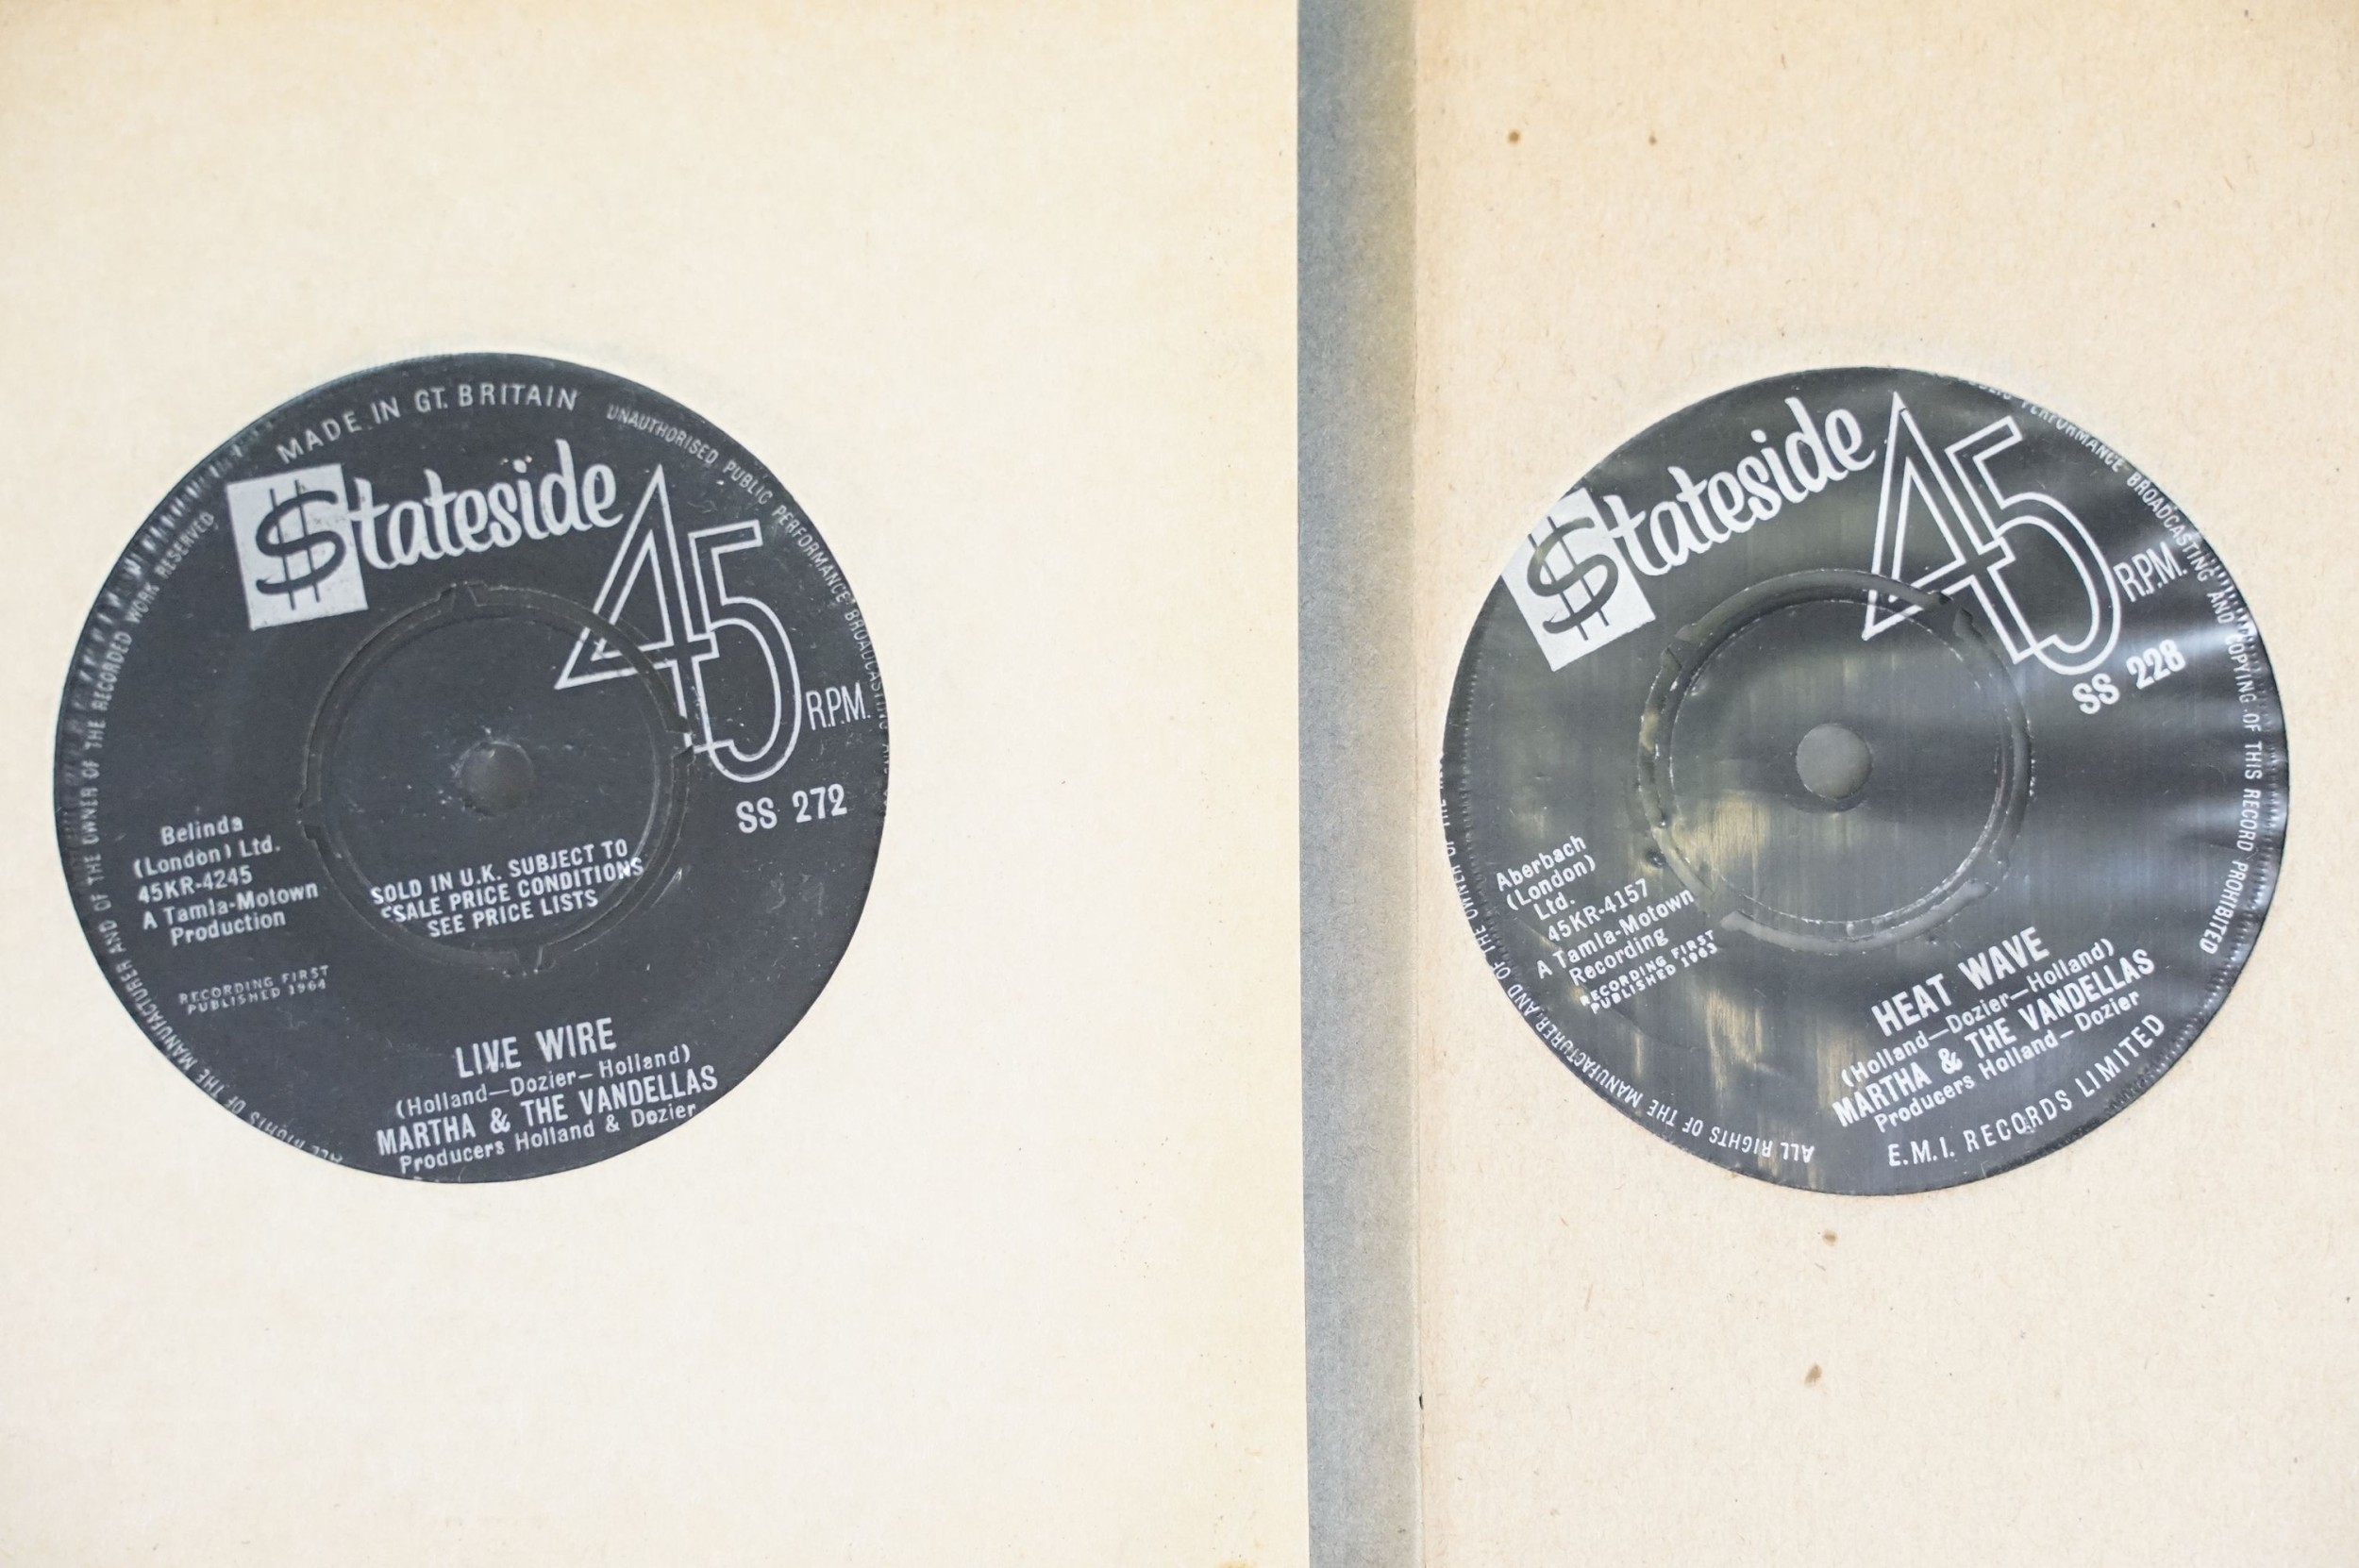 MADE IN GT. BRITAIN
UNAUTHORISED PUBLIC PERFORMANCE BROADCASTING AND
Stateside
45
R.P.M.
SS 272
Belinda
(London) Ltd.
45KR-4245
A Tamla-Motown
Production
RECORDING FIRST
PUBLISHED 1964
SOLD IN U.K. SUBJECT TO
ESALE PRICE CONDITIONS
SEE PRICE LISTS
LIVE WIRE
(Holland—Dozier—Holland)
MARTHA & THE VANDELLAS
Producers Holland & Dozier
ALL RIGHTS OF THE MANUFACTURER AND OF THE OWNER OF THE RECORDED WORK RESERVED
Stateside
45
R.P.M.
SS 228
Aberbach
(London)
Ltd.
45KR-4157
A Tamla-Motown
Recording
RECORDING FIRST
PUBLISHED 1963
HEAT WAVE
(Holland—Dozier—Holland)
MARTHA & THE VANDELLAS
Producers Holland—Dozier
E.M.I. RECORDS LIMITED
ALL RIGHTS OF THE MANUFACTURER AND OF THE OWNER OF THE
PERFORMANCE BROADCASTING AND COPYING OF THIS RECORD PROHIBITED